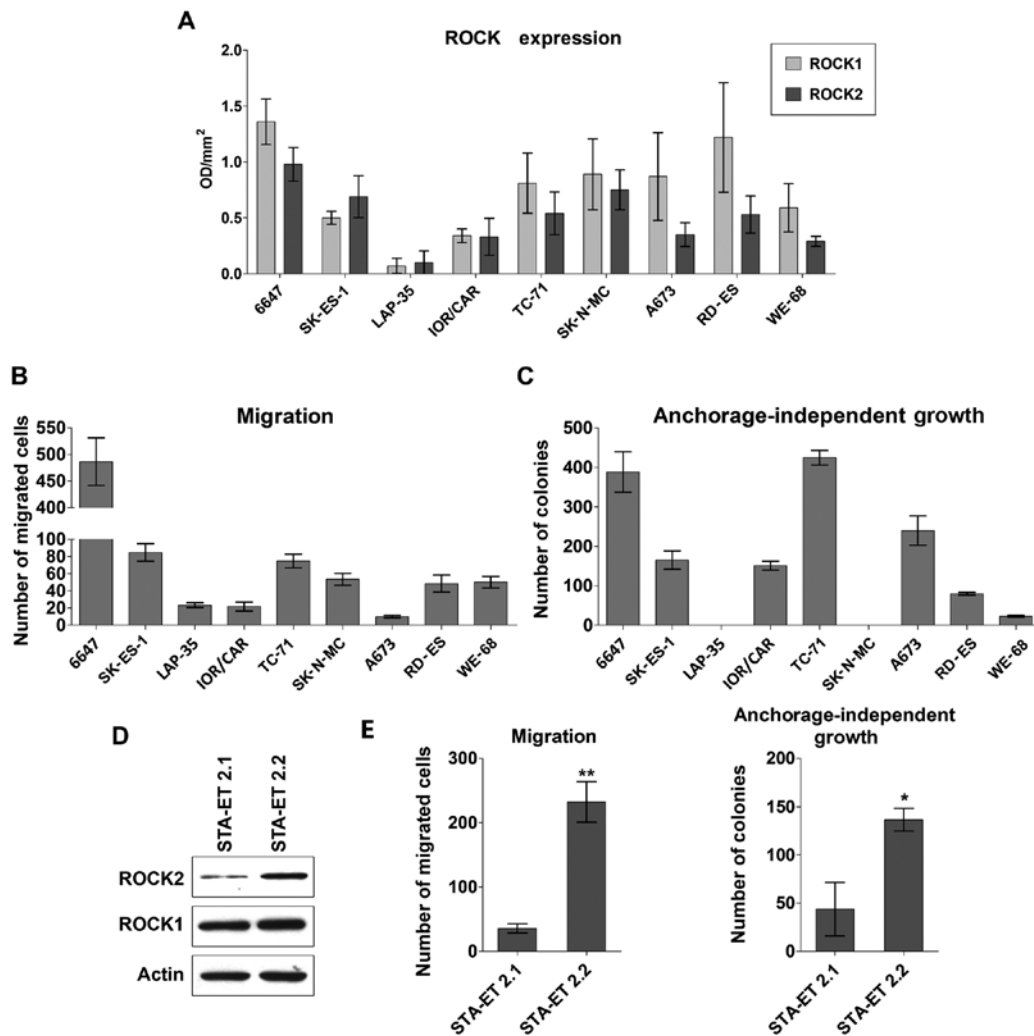 A
ROCK expression
ROCK1
ROCK2
OD/mm²
2.0
1.5
1.0
0.5
0.0
6647
SK-ES-1
LAP-35
IOR/CAR
TC-71
SK-N-MC
A673
RD-ES
WE-68
B
Migration
Number of migrated cells
550
500
450
400
100
80
60
40
20
0
6647
SK-ES-1
LAP-35
IOR/CAR
TC-71
SK-N-MC
A673
RD-ES
WE-68
C
Anchorage-independent growth
Number of colonies
500
400
300
200
100
0
6647
SK-ES-1
LAP-35
IOR/CAR
TC-71
SK-N-MC
A673
RD-ES
WE-68
D
STA-ET 2.1
STA-ET 2.2
ROCK2
ROCK1
Actin
E
Migration
Number of migrated cells
300
200
100
0
**
STA-ET 2.1
STA-ET 2.2
Anchorage-independent
growth
Number of colonies
200
150
100
50
0
*
STA-ET 2.1
STA-ET 2.2